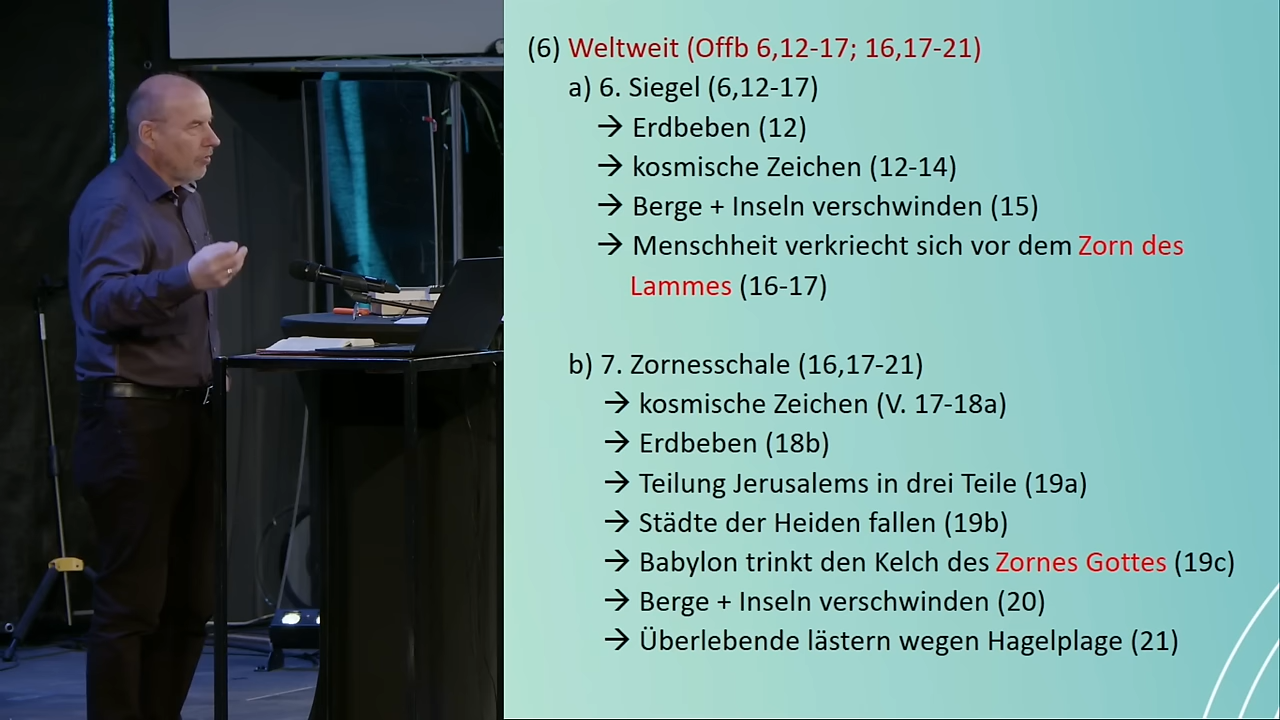 (6) Weltweit (Offb 6,12-17; 16,17-21)
a) 6. Siegel (6,12-17)
→ Erdbeben (12)
→ kosmische Zeichen (12-14)
→ Berge + Inseln verschwinden (15)
→ Menschheit verkriecht sich vor dem Zorn des
Lammes (16-17)
b) 7. Zornesschale (16,17-21)
→ kosmische Zeichen (V. 17-18a)
→ Erdbeben (18b)
→ Teilung Jerusalems in drei Teile (19a)
→ Städte der Heiden fallen (19b)
→ Babylon trinkt den Kelch des Zornes Gottes (19c)
→ Berge + Inseln verschwinden (20)
→ Überlebende lästern wegen Hagelplage (21)